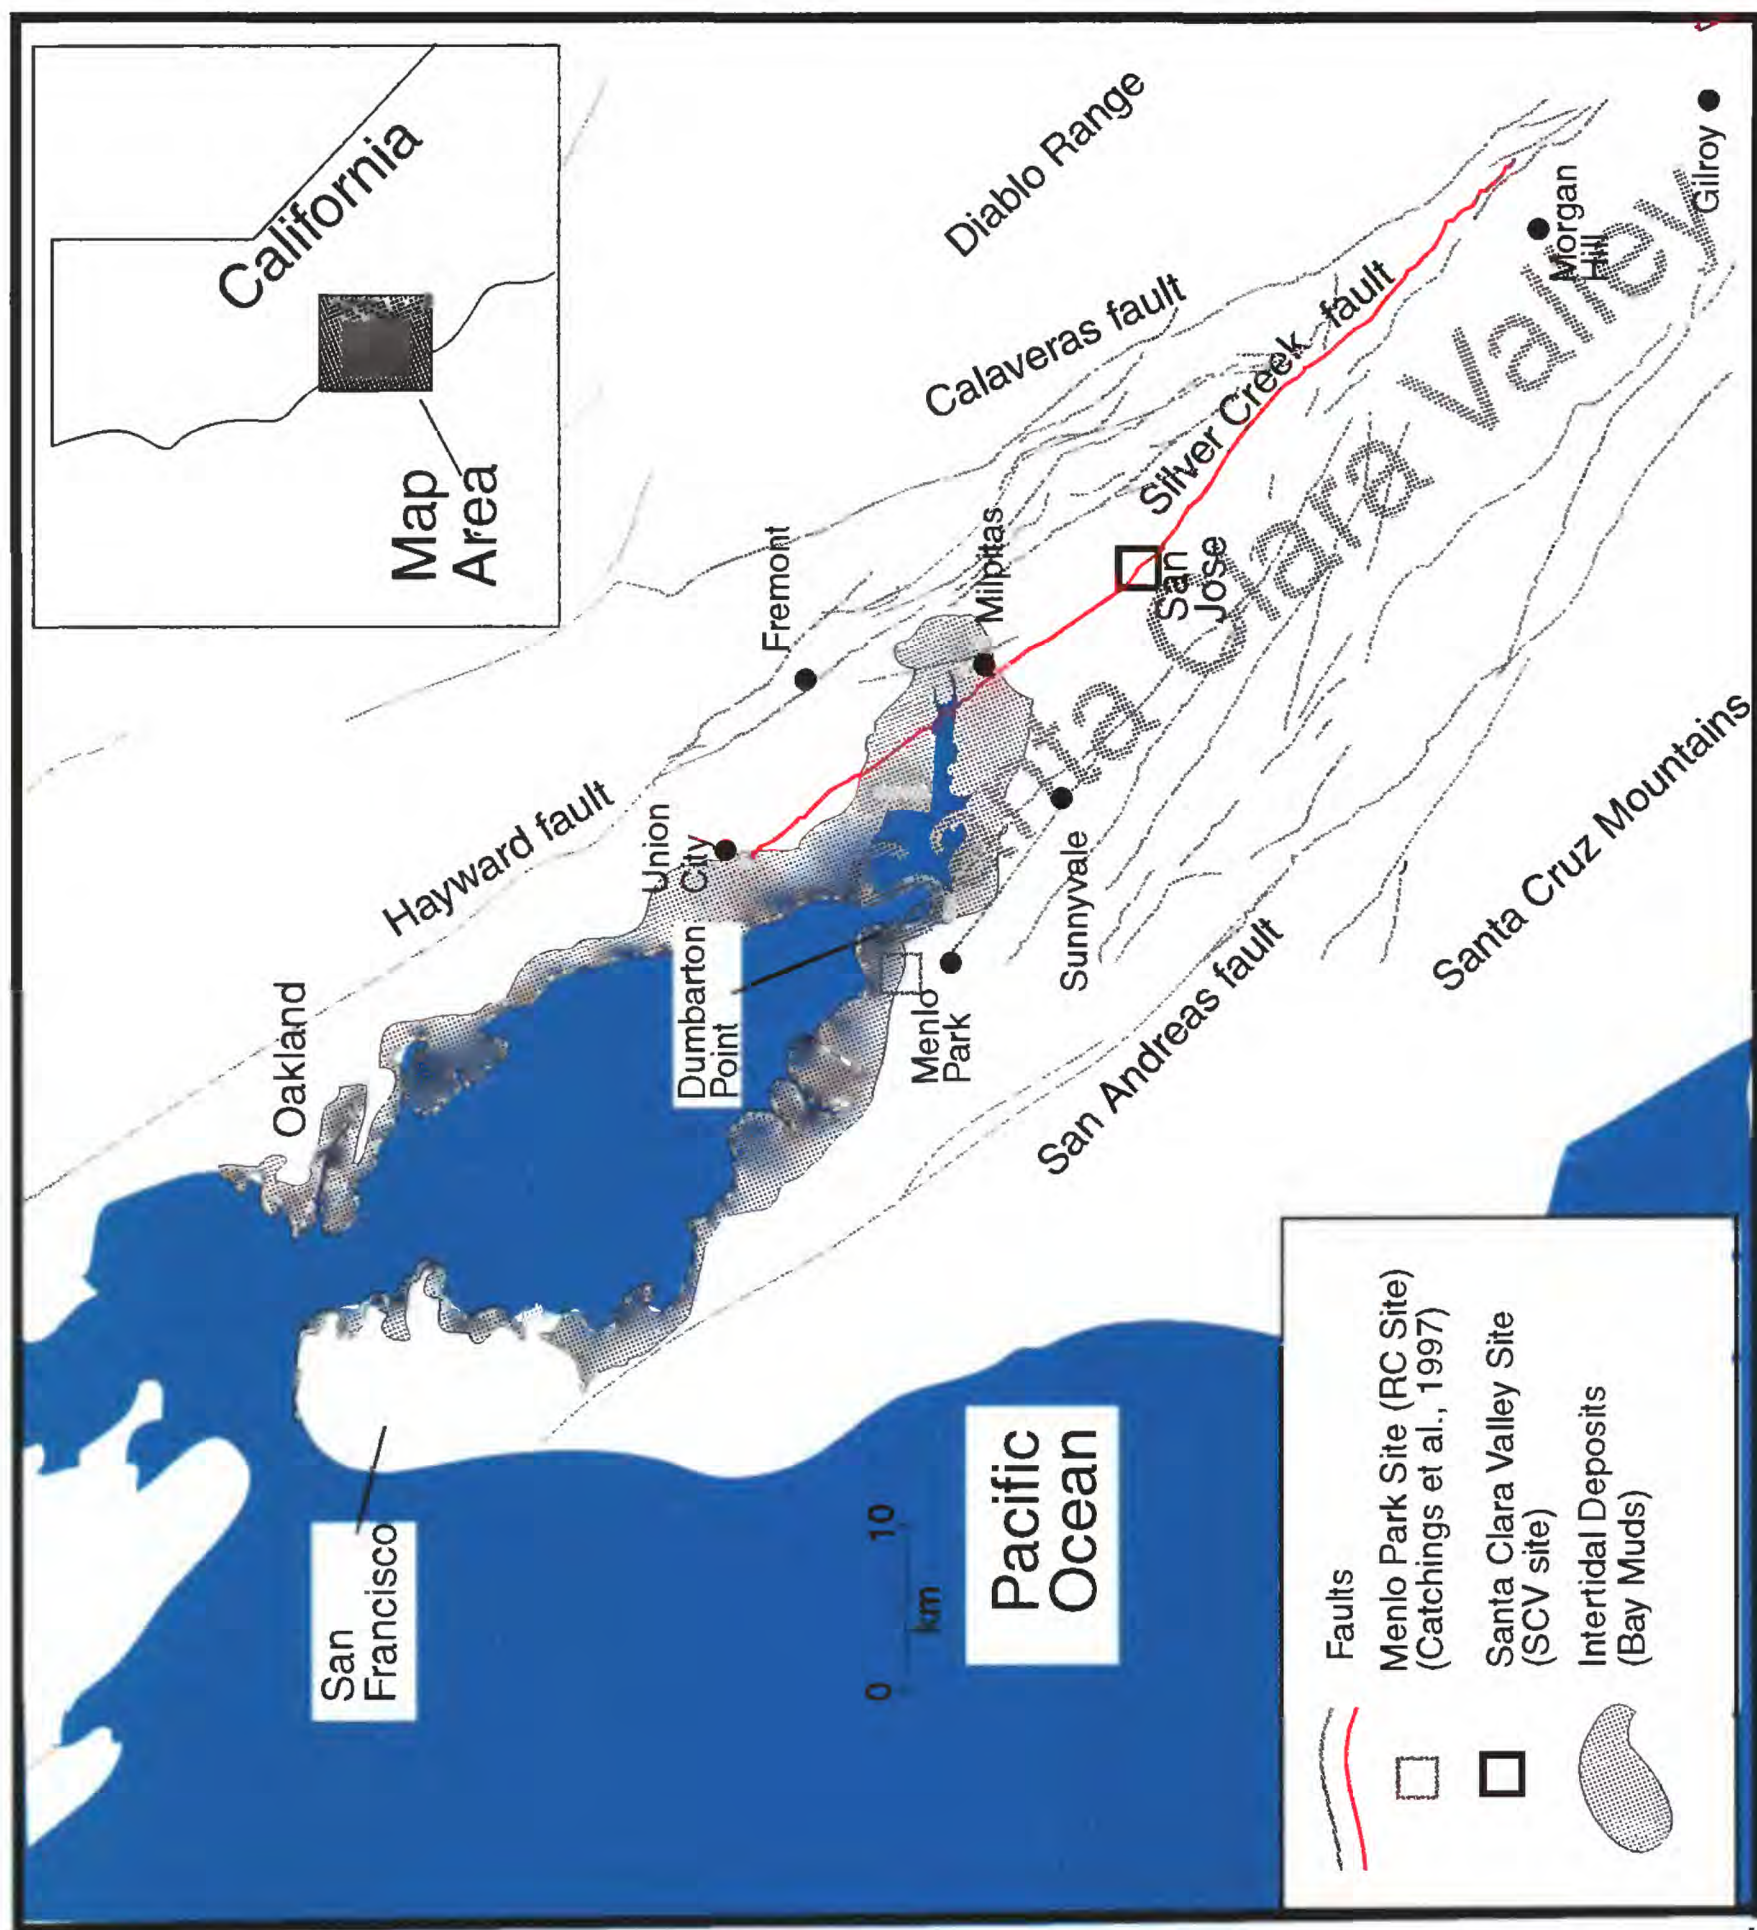 California
Map
Area
Diablo Range
Calaveras fault
Silver Creek fault
Hayward fault
Fremont
Milpitas
San
Jose
Morgan
Hill
Gilroy
Santa Clara Valley
Union
City
Oakland
Dumbarton
Point
Menlo
Park
Sunnyvale
San Andreas fault
Santa Cruz Mountains
San
Francisco
0 10
km
Pacific
Ocean
Faults
Menlo Park Site (RC Site)
(Catchings et al., 1997)
Santa Clara Valley Site
(SCV site)
Intertidal Deposits
(Bay Muds)